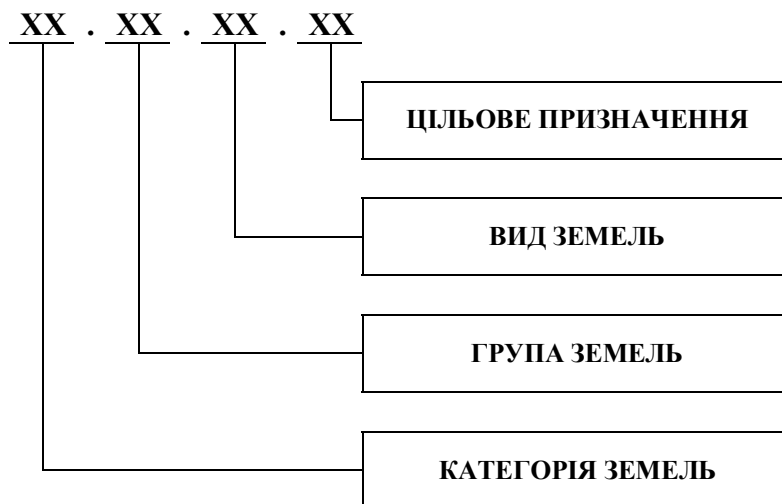 XX . XX . XX . XX
ЦІЛЬОВЕ ПРИЗНАЧЕННЯ
ВИД ЗЕМЕЛЬ
ГРУПА ЗЕМЕЛЬ
КАТЕГОРІЯ ЗЕМЕЛЬ